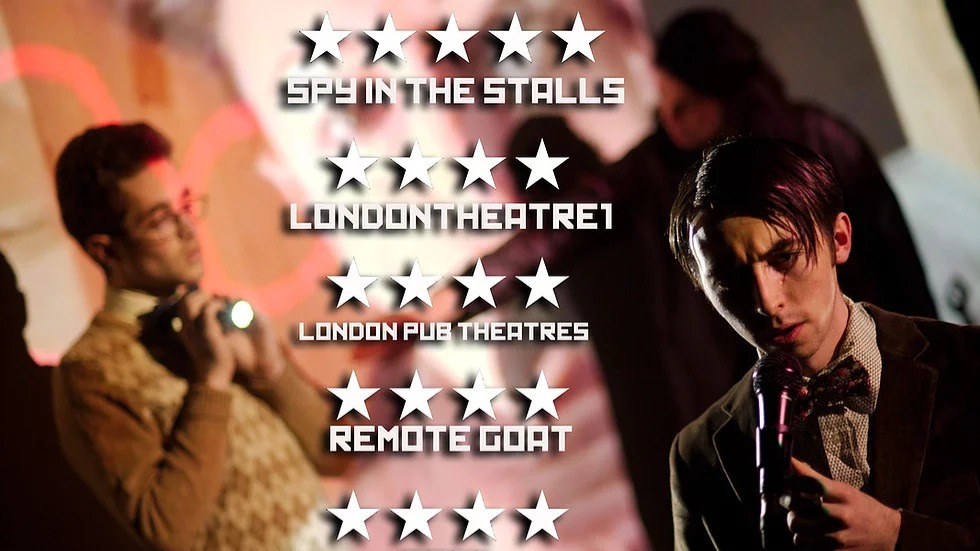 ★★★★★
SPY IN THE STALLS
★★★★
LONDONTHEATRE1
★★★★
LONDON PUB THEATRES
★★★★
REMOTE GOAT
★★★★